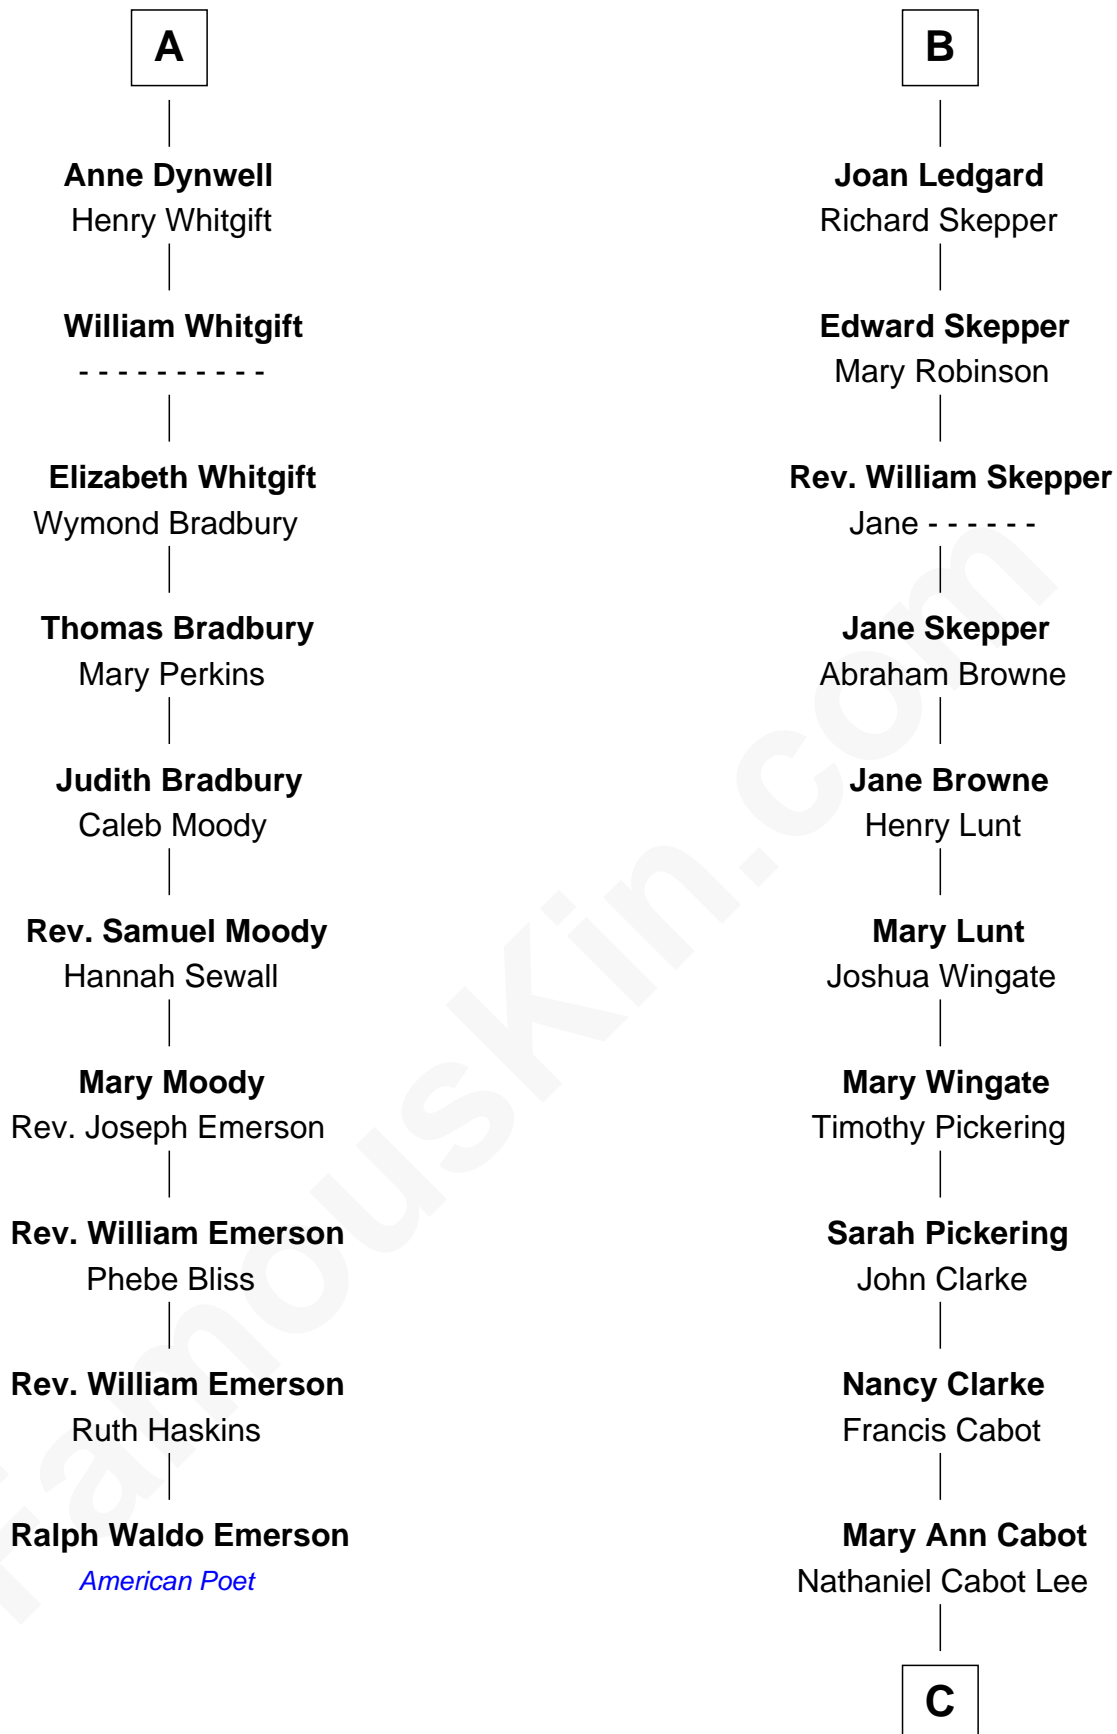 A
Anne Dynwell
Henry Whitgift
William Whitgift
- - - - - - - - - -
Elizabeth Whitgift
Wymond Bradbury
Thomas Bradbury
Mary Perkins
Judith Bradbury
Caleb Moody
Rev. Samuel Moody
Hannah Sewall
Mary Moody
Rev. Joseph Emerson
Rev. William Emerson
Phebe Bliss
Rev. William Emerson
Ruth Haskins
Ralph Waldo Emerson
American Poet
B
Joan Ledgard
Richard Skepper
Edward Skepper
Mary Robinson
Rev. William Skepper
Jane - - - - - -
Jane Skepper
Abraham Browne
Jane Browne
Henry Lunt
Mary Lunt
Joshua Wingate
Mary Wingate
Timothy Pickering
Sarah Pickering
John Clarke
Nancy Clarke
Francis Cabot
Mary Ann Cabot
Nathaniel Cabot Lee
C
FamousKin.com